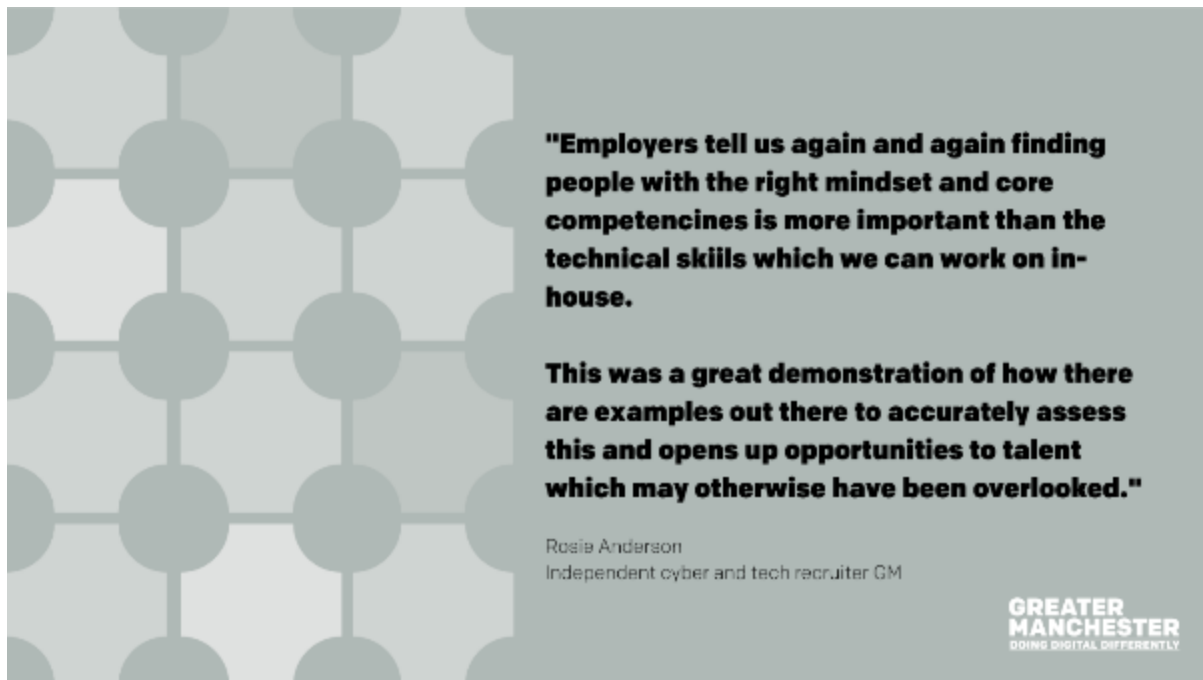 "Employers tell us again and again finding
people with the right mindset and core
competencines is more important than the
technical skiils which we can work on in-
house.
This was a great demonstration of how there
are examples out there to accurately assess
this and opens up opportunities to talent
which may otherwise have been overlooked."
Rosie Anderson
Independent cyber and tech recruiter GM
GREATER
MANCHESTER
DOING DIGITAL DIFFERENTLY